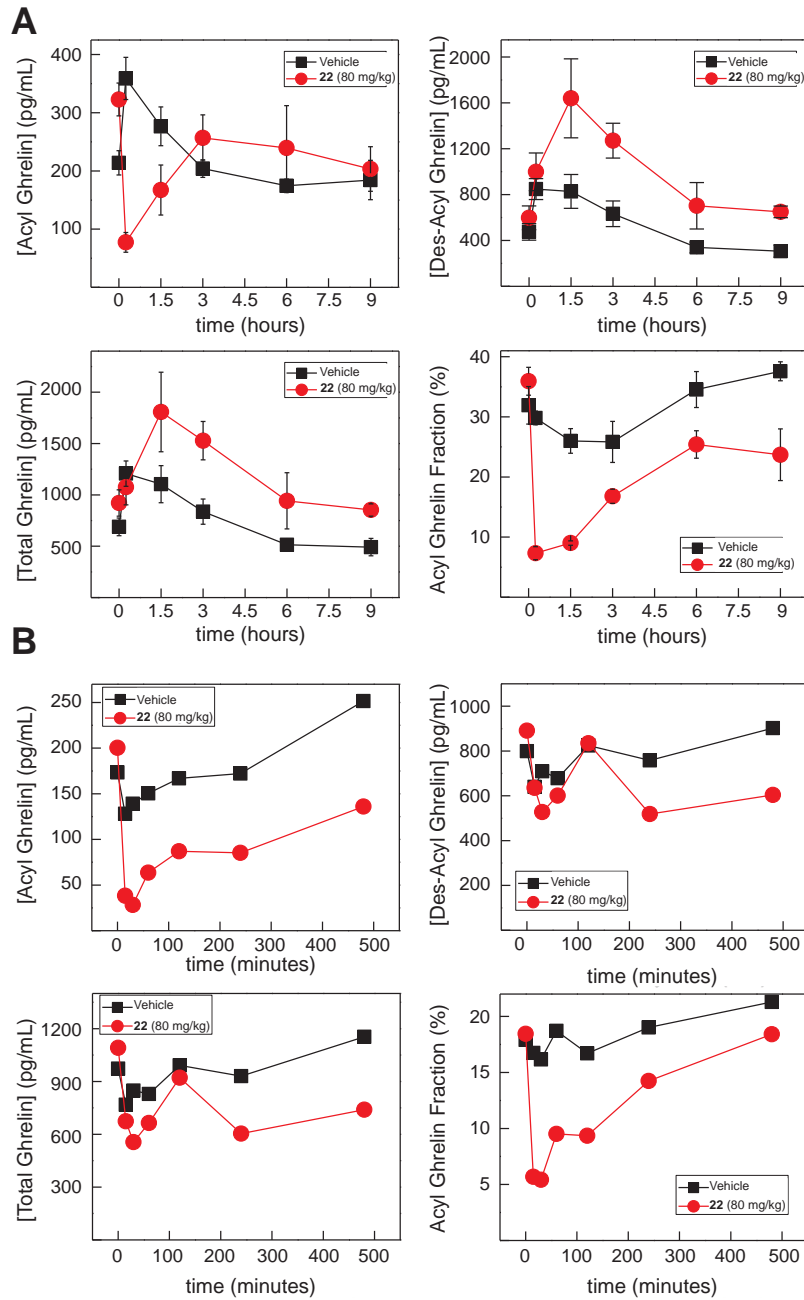 A
[Acyl Ghrelin] (pg/mL)
400
300
200
100
Vehicle
22 (80 mg/kg)
0 1.5 3 4.5 6 7.5 9
time (hours)
[Des-Acyl Ghrelin] (pg/mL)
2000
1600
1200
800
400
Vehicle
22 (80 mg/kg)
0 1.5 3 4.5 6 7.5 9
time (hours)
[Total Ghrelin] (pg/mL)
2000
1500
1000
500
Vehicle
22 (80 mg/kg)
0 1.5 3 4.5 6 7.5 9
time (hours)
Acyl Ghrelin Fraction (%)
40
30
20
10
0
Vehicle
22 (80 mg/kg)
0 1.5 3 4.5 6 7.5 9
time (hours)
B
[Acyl Ghrelin] (pg/mL)
250
200
150
100
50
Vehicle
22 (80 mg/kg)
0 100 200 300 400 500
time (minutes)
[Des-Acyl Ghrelin] (pg/mL)
1000
800
600
400
200
Vehicle
22 (80 mg/kg)
0 100 200 300 400 500
time (minutes)
[Total Ghrelin] (pg/mL)
1200
900
600
300
Vehicle
22 (80 mg/kg)
0 100 200 300 400 500
time (minutes)
Acyl Ghrelin Fraction (%)
20
15
10
5
Vehicle
22 (80 mg/kg)
0 100 200 300 400 500
time (minutes)